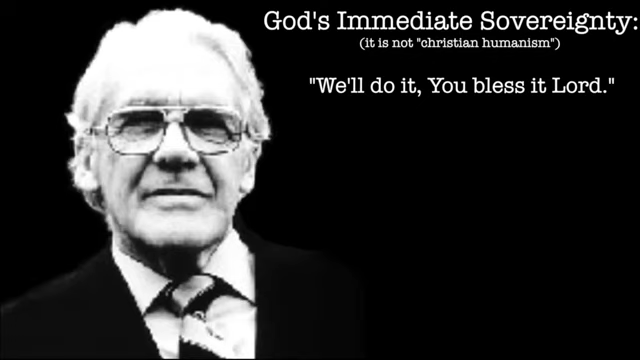 God's Immediate Sovereignty:
(it is not "christian humanism")
"We'll do it, You bless it Lord."